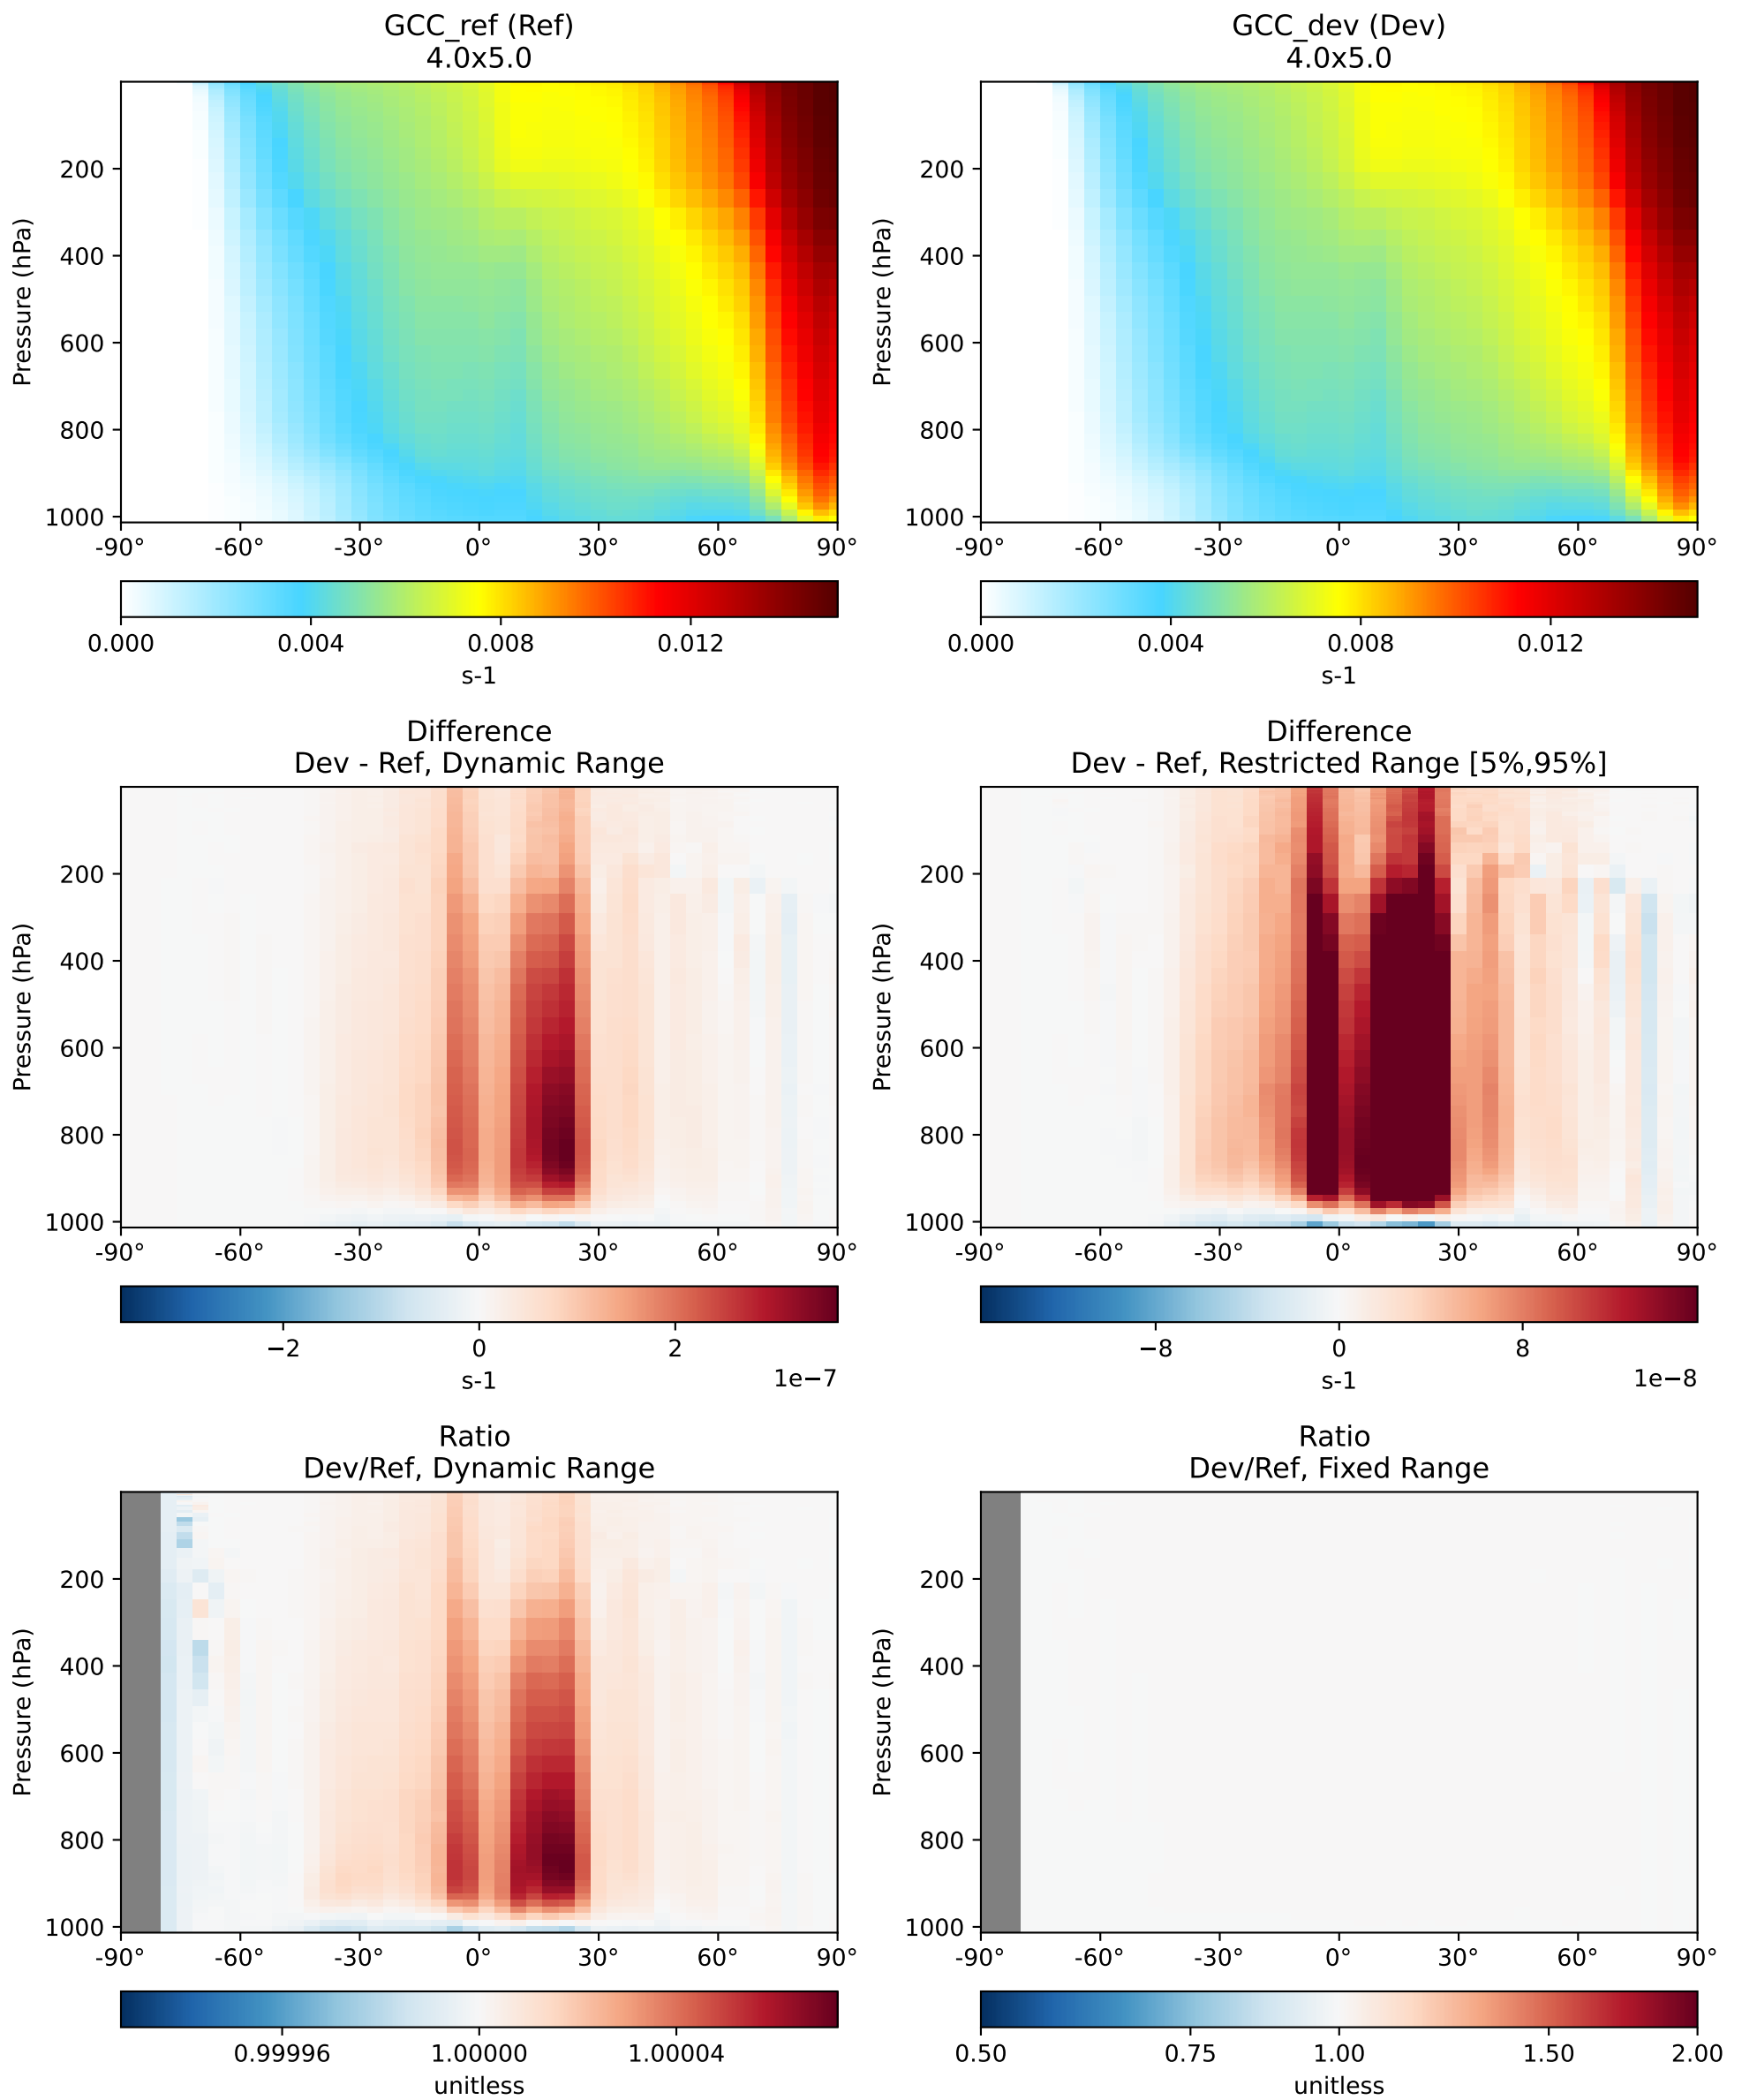 GCC_ref (Ref)
4.0x5.0
GCC_dev (Dev)
4.0x5.0
Pressure (hPa)
200
400
600
800
1000
-90° -60° -30° 0° 30° 60° 90°
0.000 0.004 0.008 0.012
s-1
Pressure (hPa)
200
400
600
800
1000
-90° -60° -30° 0° 30° 60° 90°
0.000 0.004 0.008 0.012
s-1
Difference
Dev - Ref, Dynamic Range
Pressure (hPa)
200
400
600
800
1000
-90° -60° -30° 0° 30° 60° 90°
−2 0 2
s-1
1e−7
Difference
Dev - Ref, Restricted Range [5%,95%]
Pressure (hPa)
200
400
600
800
1000
-90° -60° -30° 0° 30° 60° 90°
−8 0 8
s-1
1e−8
Ratio
Dev/Ref, Dynamic Range
Pressure (hPa)
200
400
600
800
1000
-90° -60° -30° 0° 30° 60° 90°
0.99996 1.00000 1.00004
unitless
Ratio
Dev/Ref, Fixed Range
Pressure (hPa)
200
400
600
800
1000
-90° -60° -30° 0° 30° 60° 90°
0.50 0.75 1.00 1.50 2.00
unitless